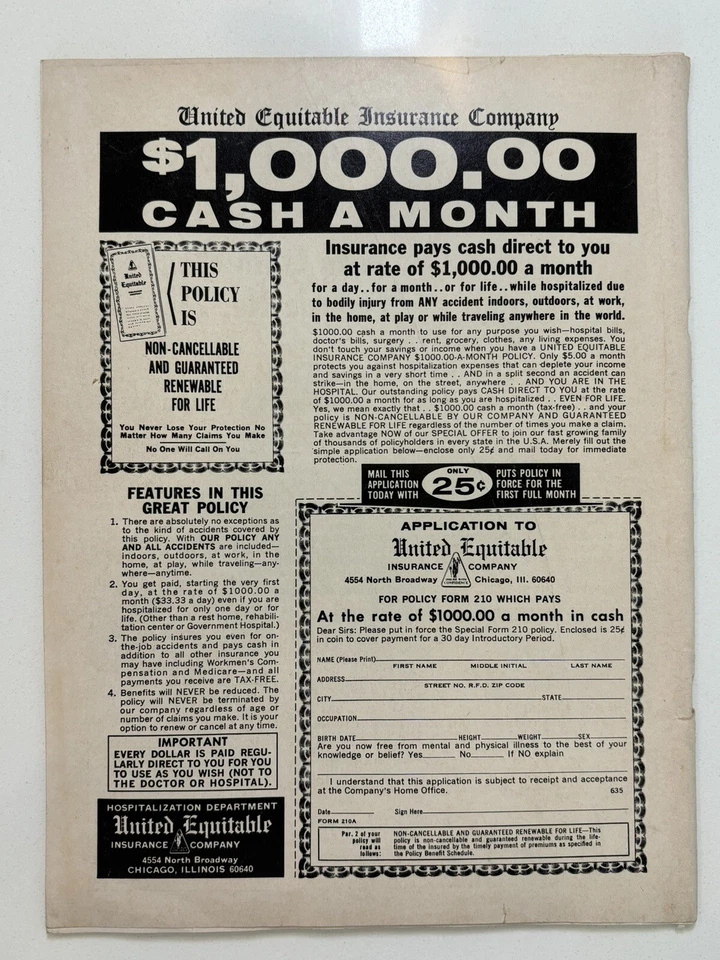 United Equitable Insurance Company
$1,000.00
CASH A MONTH
United
Equitable
THIS
POLICY
IS
NON-CANCELLABLE
AND GUARANTEED
RENEWABLE
FOR LIFE
You Never Lose Your Protection No
Matter How Many Claims You Make
No One Will Call On You
Insurance pays cash direct to you
at rate of $1,000.00 a month
for a day..for a month..or for life..while hospitalized due
to bodily injury from ANY accident indoors, outdoors, at work,
in the home, at play or while traveling anywhere in the world.
$1000.00 cash a month to use for any purpose you wish—hospital bills,
doctor's bills, surgery . . rent, grocery, clothes, any living expenses. You
don't touch your savings or income when you have a UNITED EQUITABLE
INSURANCE COMPANY $1000.00-A-MONTH POLICY. Only $5.00 a month
protects you against hospitalization expenses that can deplete your income
and savings in a very short time . . AND in a split second an accident can
strike—in the home, on the street, anywhere . . AND YOU ARE IN THE
HOSPITAL. Our outstanding policy pays CASH DIRECT TO YOU at the rate
of $1000.00 a month for as long as you are hospitalized . . EVEN FOR LIFE.
Yes, we mean exactly that . . $1000.00 cash a month (tax-free) . . and your
policy is NON-CANCELLABLE BY OUR COMPANY AND GUARANTEED
RENEWABLE FOR LIFE regardless of the number of times you make a claim.
Take advantage NOW of our SPECIAL OFFER to join our fast growing family
of thousands of policyholders in every state in the U.S.A. Merely fill out the
simple application below—enclose only 25¢ and mail today for immediate
protection.
FEATURES IN THIS
GREAT POLICY
1. There are absolutely no exceptions as
to the kind of accidents covered by
this policy. With OUR POLICY ANY
AND ALL ACCIDENTS are included—
indoors, outdoors, at work, in the
home, at play, while traveling—any-
where—anytime.
2. You get paid, starting the very first
day, at the rate of $1000.00 a
month ($33.33 a day) even if you are
hospitalized for only one day or for
life. (Other than a rest home, rehabili-
tation center or Government Hospital.)
3. The policy insures you even for on-
the-job accidents and pays cash in
addition to all other insurance you
may have including Workmen's Com-
pensation and Medicare—and all
payments you receive are TAX-FREE.
4. Benefits will NEVER be reduced. The
policy will NEVER be terminated by
our company regardless of age or
number of claims you make. It is your
option to renew or cancel at any time.
IMPORTANT
EVERY DOLLAR IS PAID REGU-
LARLY DIRECT TO YOU FOR YOU
TO USE AS YOU WISH (NOT TO
THE DOCTOR OR HOSPITAL).
HOSPITALIZATION DEPARTMENT
United Equitable
INSURANCE COMPANY
4554 North Broadway
CHICAGO, ILLINOIS 60640
MAIL THIS
APPLICATION
TODAY WITH
ONLY
25¢
PUTS POLICY IN
FORCE FOR THE
FIRST FULL MONTH
APPLICATION TO
United Equitable
INSURANCE COMPANY
4554 North Broadway Chicago, Ill. 60640
FOR POLICY FORM 210 WHICH PAYS
At the rate of $1000.00 a month in cash
Dear Sirs: Please put in force the Special Form 210 policy. Enclosed is 25¢
in coin to cover payment for a 30 day Introductory Period.
NAME (Please Print)
FIRST NAME MIDDLE INITIAL LAST NAME
ADDRESS
STREET NO. R.F.D. ZIP CODE
CITY STATE
OCCUPATION
BIRTH DATE HEIGHT WEIGHT SEX
Are you now free from mental and physical illness to the best of your
knowledge or belief? Yes No If NO explain
I understand that this application is subject to receipt and acceptance
at the Company's Home Office. 635
Date Sign Here
FORM 210A
Par. 2 of your
policy will
read as
follows:
NON-CANCELLABLE AND GUARANTEED RENEWABLE FOR LIFE—This
policy is non-cancellable and guaranteed renewable during the life-
time of the insured by the timely payment of premiums as specified in
the Policy Benefit Schedule.